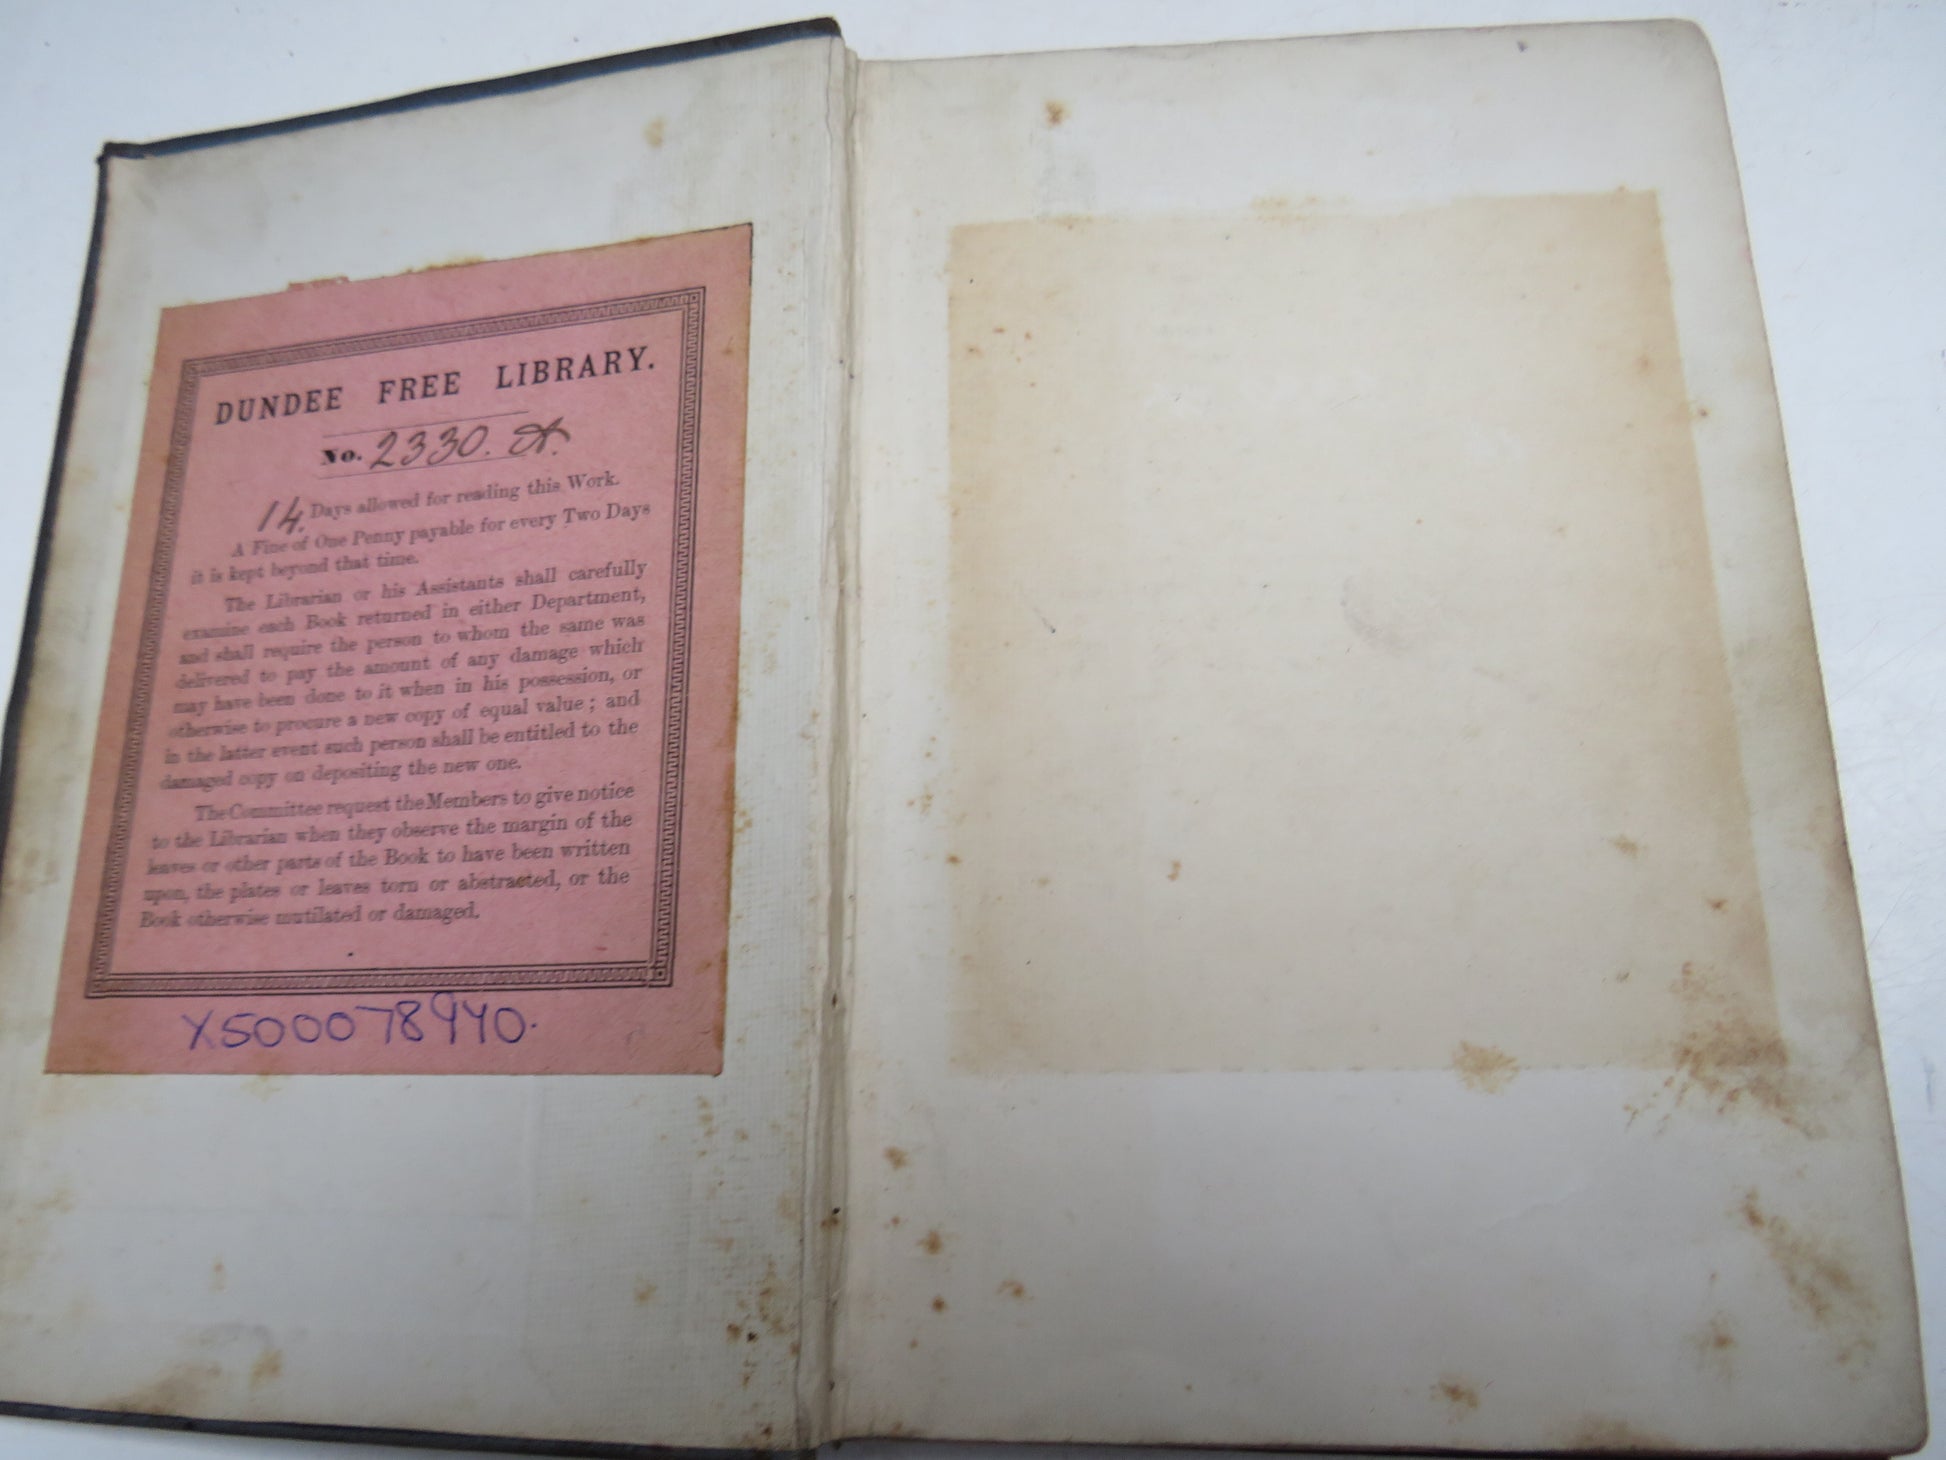 DUNDEE FREE LIBRARY.
No. 2330. A.
14. Days allowed for reading this Work.
A Fine of One Penny payable for every Two Days
it is kept beyond that time.
The Librarian or his Assistants shall carefully
examine each Book returned in either Department,
and shall require the person to whom the same was
delivered to pay the amount of any damage which
may have been done to it when in his possession, or
otherwise to procure a new copy of equal value; and
in the latter event such person shall be entitled to the
damaged copy on depositing the new one.
The Committee request the Members to give notice
to the Librarian when they observe the margin of the
leaves or other parts of the Book to have been written
upon, the plates or leaves torn or abstracted, or the
Book otherwise mutilated or damaged.
X500078940.